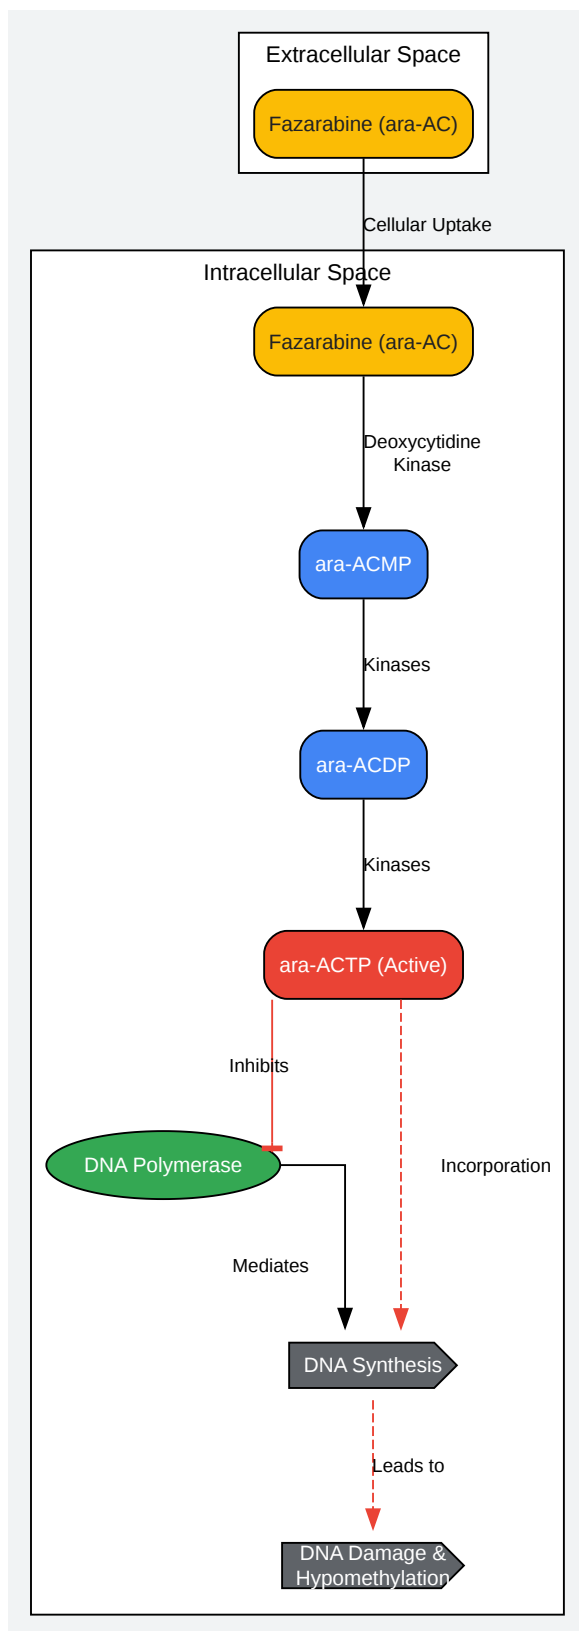 Extracellular Space
Fazarabine (ara-AC)
Cellular Uptake
Intracellular Space
Fazarabine (ara-AC)
Deoxycytidine
Kinase
ara-ACMP
Kinases
ara-ACDP
Kinases
ara-ACTP (Active)
Inhibits
DNA Polymerase
Incorporation
Mediates
DNA Synthesis
Leads to
DNA Damage &
Hypomethylation